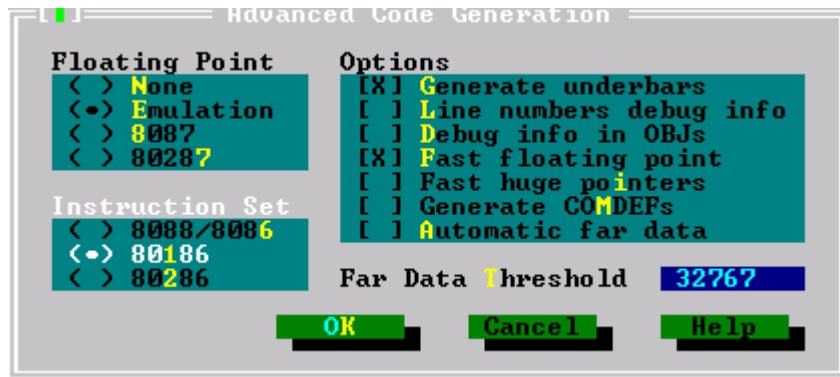 [ ] Advanced Code Generation
Floating Point
( ) None
(•) Emulation
( ) 8087
( ) 80287
Instruction Set
( ) 8088/8086
(•) 80186
( ) 80286
Options
[X] Generate underbars
[ ] Line numbers debug info
[ ] Debug info in OBJs
[X] Fast floating point
[ ] Fast huge pointers
[ ] Generate COMDEFs
[ ] Automatic far data
Far Data Threshold 32767
OK Cancel Help